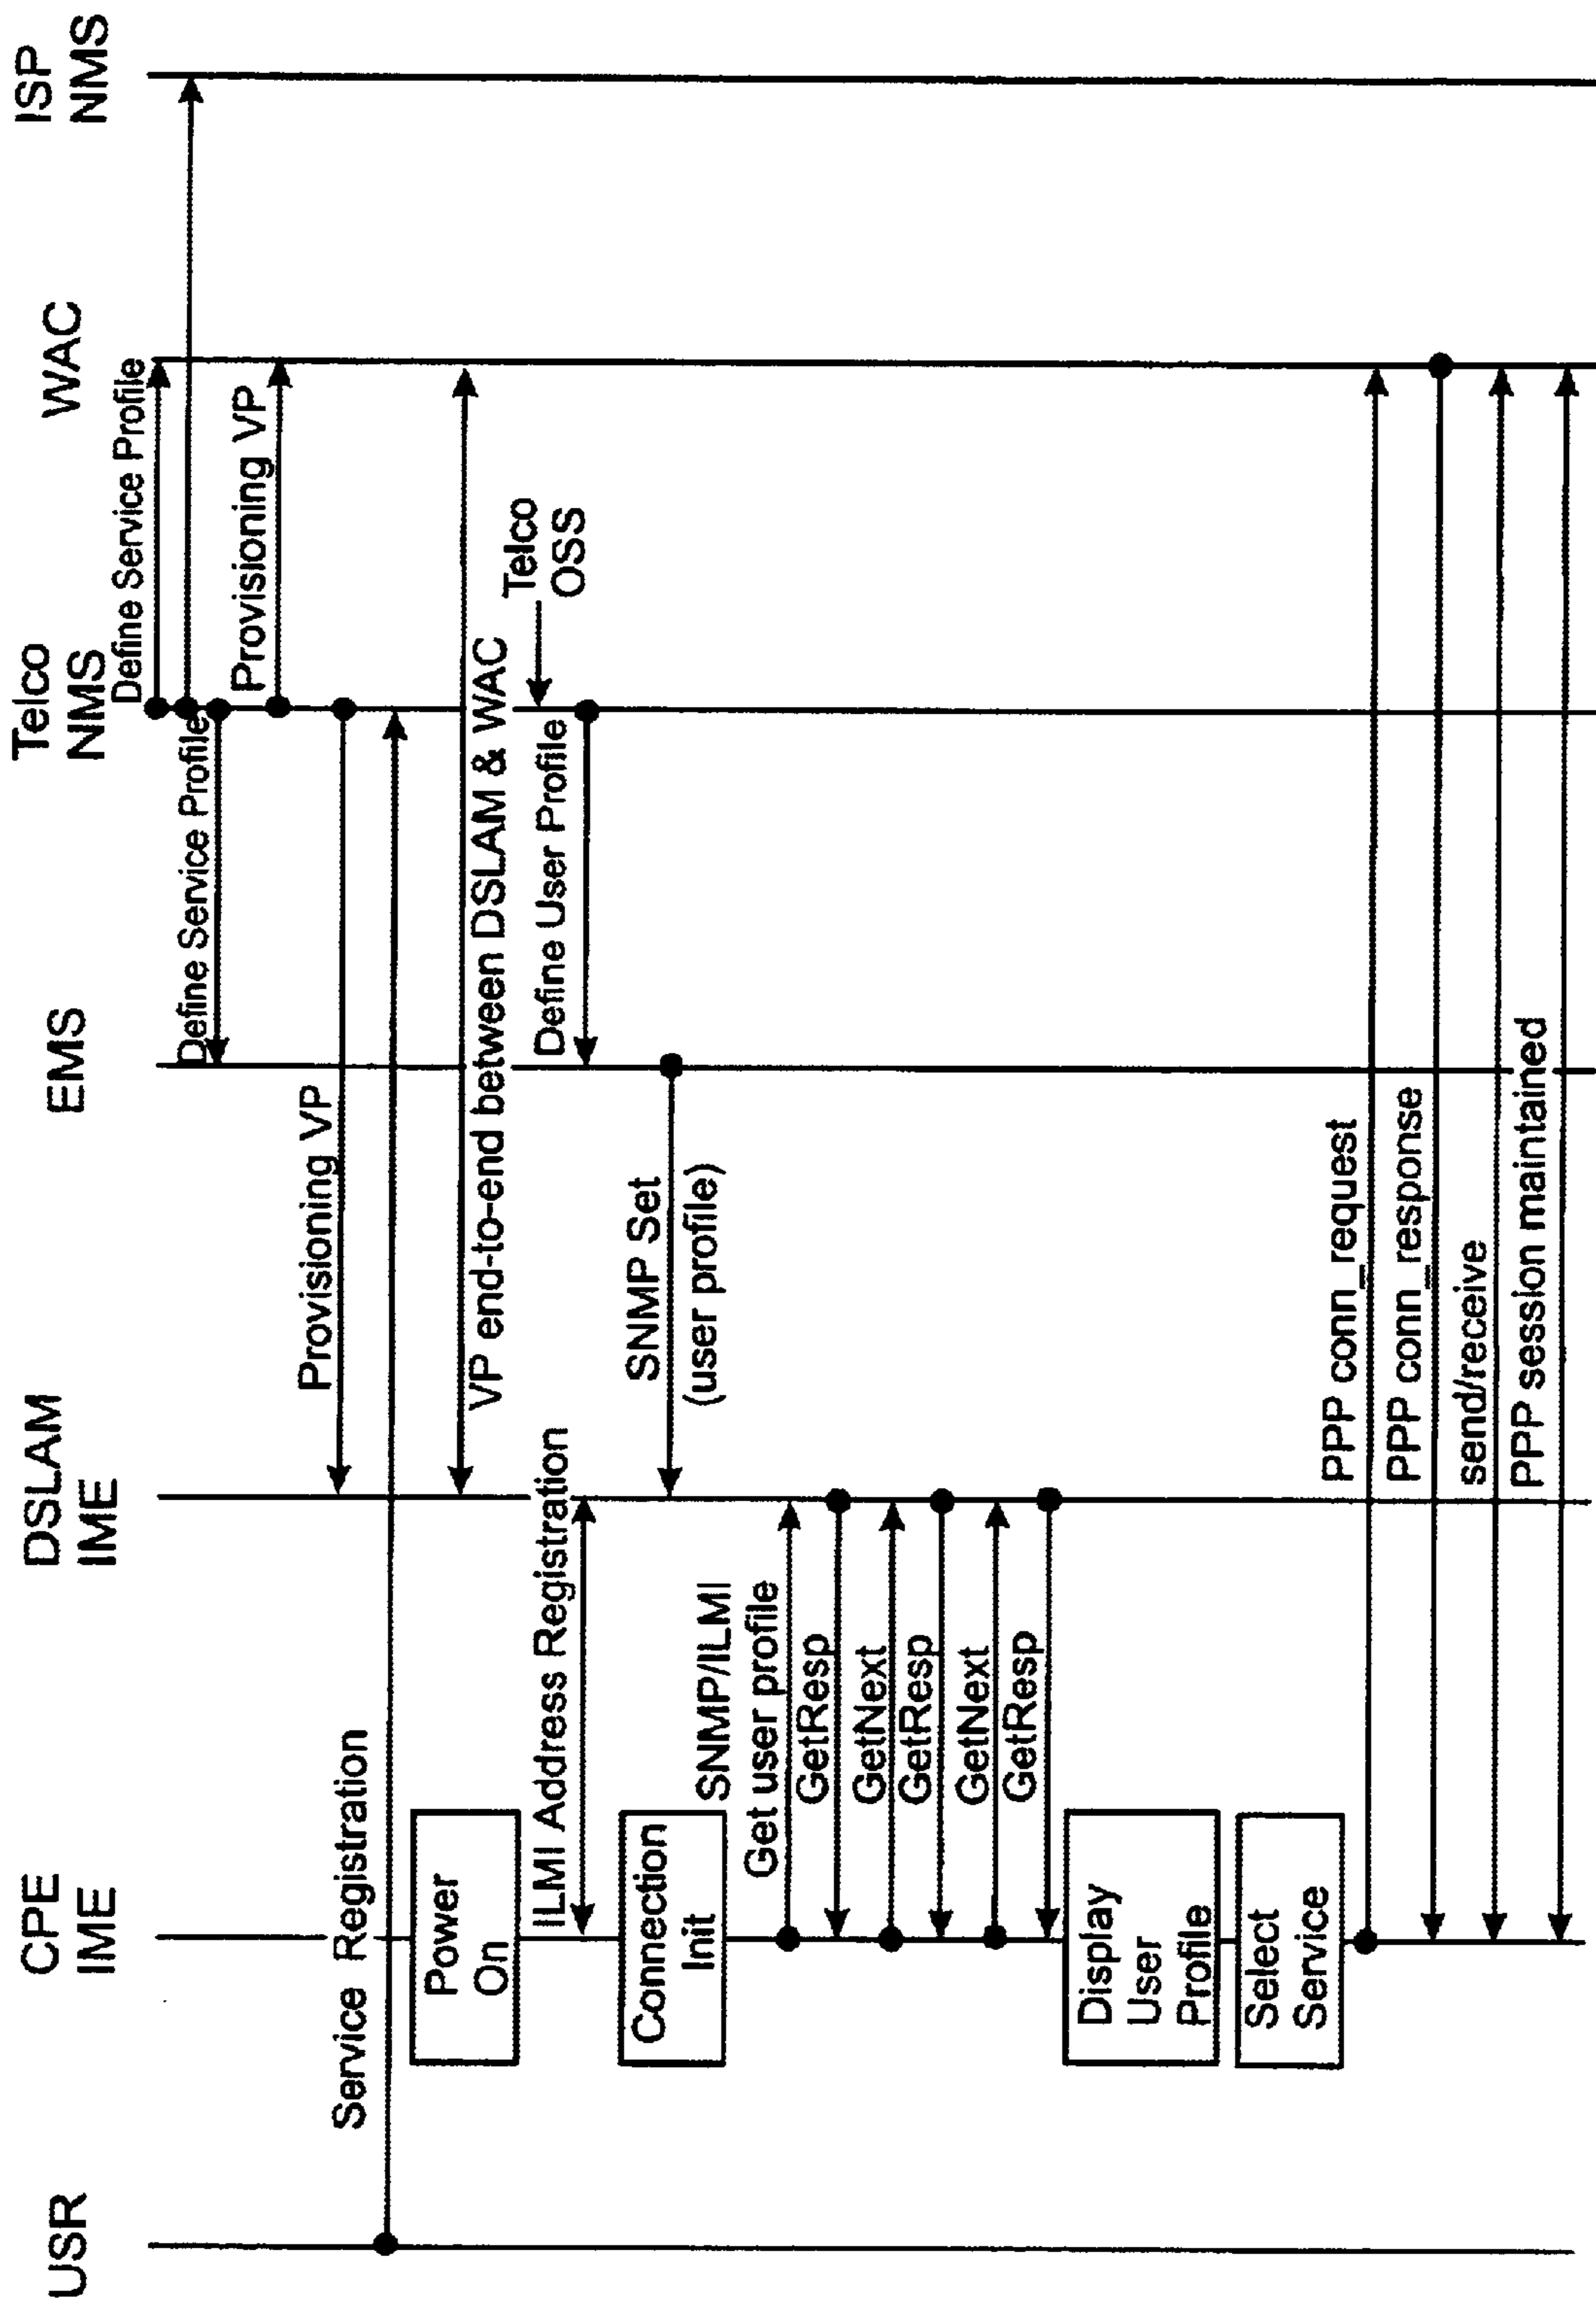 USR
CPE
IME
DSLAM
IME
EMS
Telco
NMS
WAC
ISP
NMS
Define Service Profile
Define Service Profile
Provisioning VP
Provisioning VP
Service Registration
Power
On
VP end-to-end between DSLAM & WAC
Telco
OSS
ILMI Address Registration
Define User Profile
Connection
Init
SNMP Set
(user profile)
SNMP/ILMI
Get user profile
GetResp
GetNext
GetResp
GetNext
GetResp
Display
User
Profile
Select
Service
PPP conn_request
PPP conn_response
send/receive
PPP session maintained